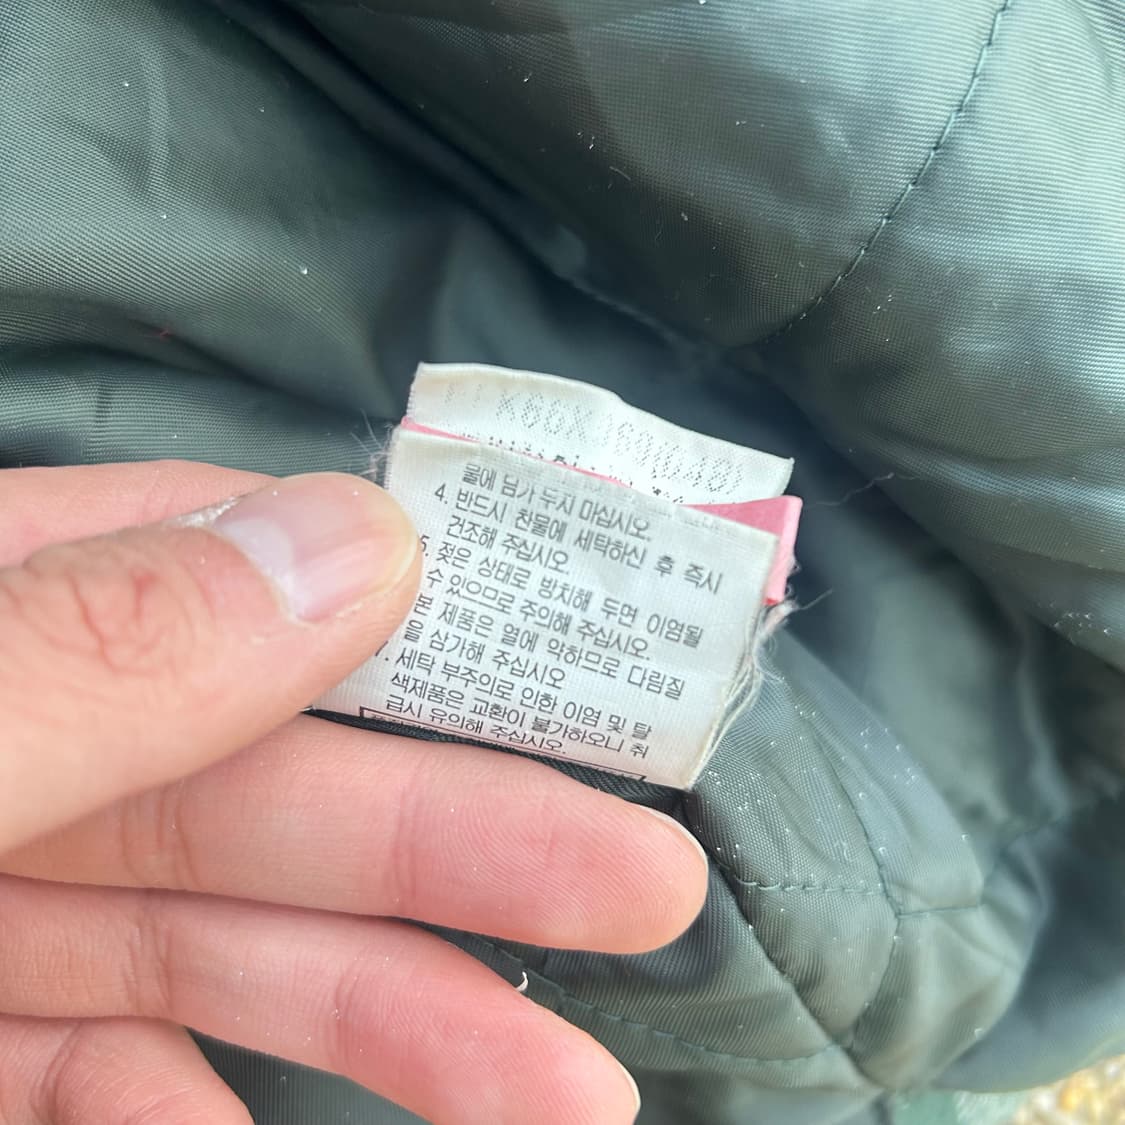 물에 담가 두지 마십시오.
4. 반드시 찬물에 세탁하신 후 즉시
건조해 주십시오
5. 젖은 상태로 방치해 두면 이염될
수 있으므로 주의해 주십시오.
본 제품은 열에 약하므로 다림질
을 삼가해 주십시오
7. 세탁 부주의로 인한 이염 및 탈
색제품은 교환이 불가하오니 취
급시 유의해 주십시오.